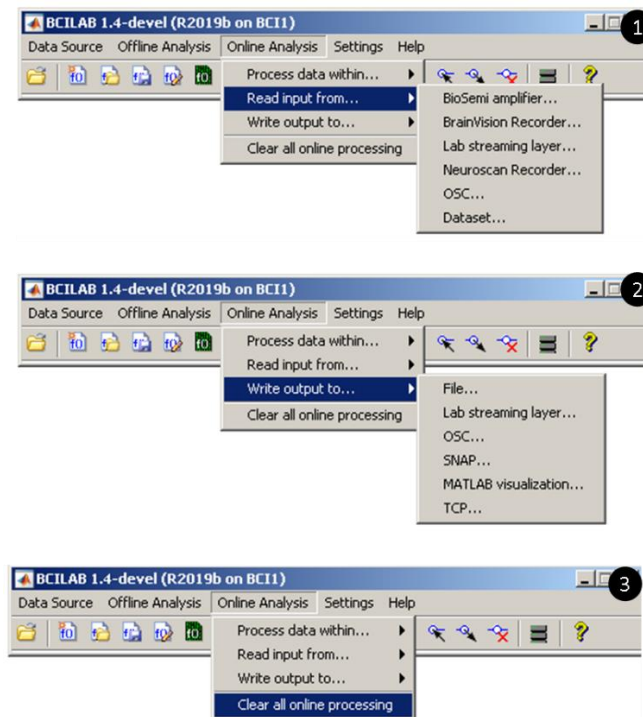 BCILAB 1.4-devel (R2019b on BCI1)
1
Data Source Offline Analysis Online Analysis Settings Help
f() f() f()
Process data within...
Read input from...
Write output to...
Clear all online processing
BioSemi amplifier...
BrainVision Recorder...
Lab streaming layer...
Neuroscan Recorder...
OSC...
Dataset...
BCILAB 1.4-devel (R2019b on BCI1)
2
Data Source Offline Analysis Online Analysis Settings Help
f() f() f()
Process data within...
Read input from...
Write output to...
Clear all online processing
File...
Lab streaming layer...
OSC...
SNAP...
MATLAB visualization...
TCP...
BCILAB 1.4-devel (R2019b on BCI1)
3
Data Source Offline Analysis Online Analysis Settings Help
f() f() f()
Process data within...
Read input from...
Write output to...
Clear all online processing